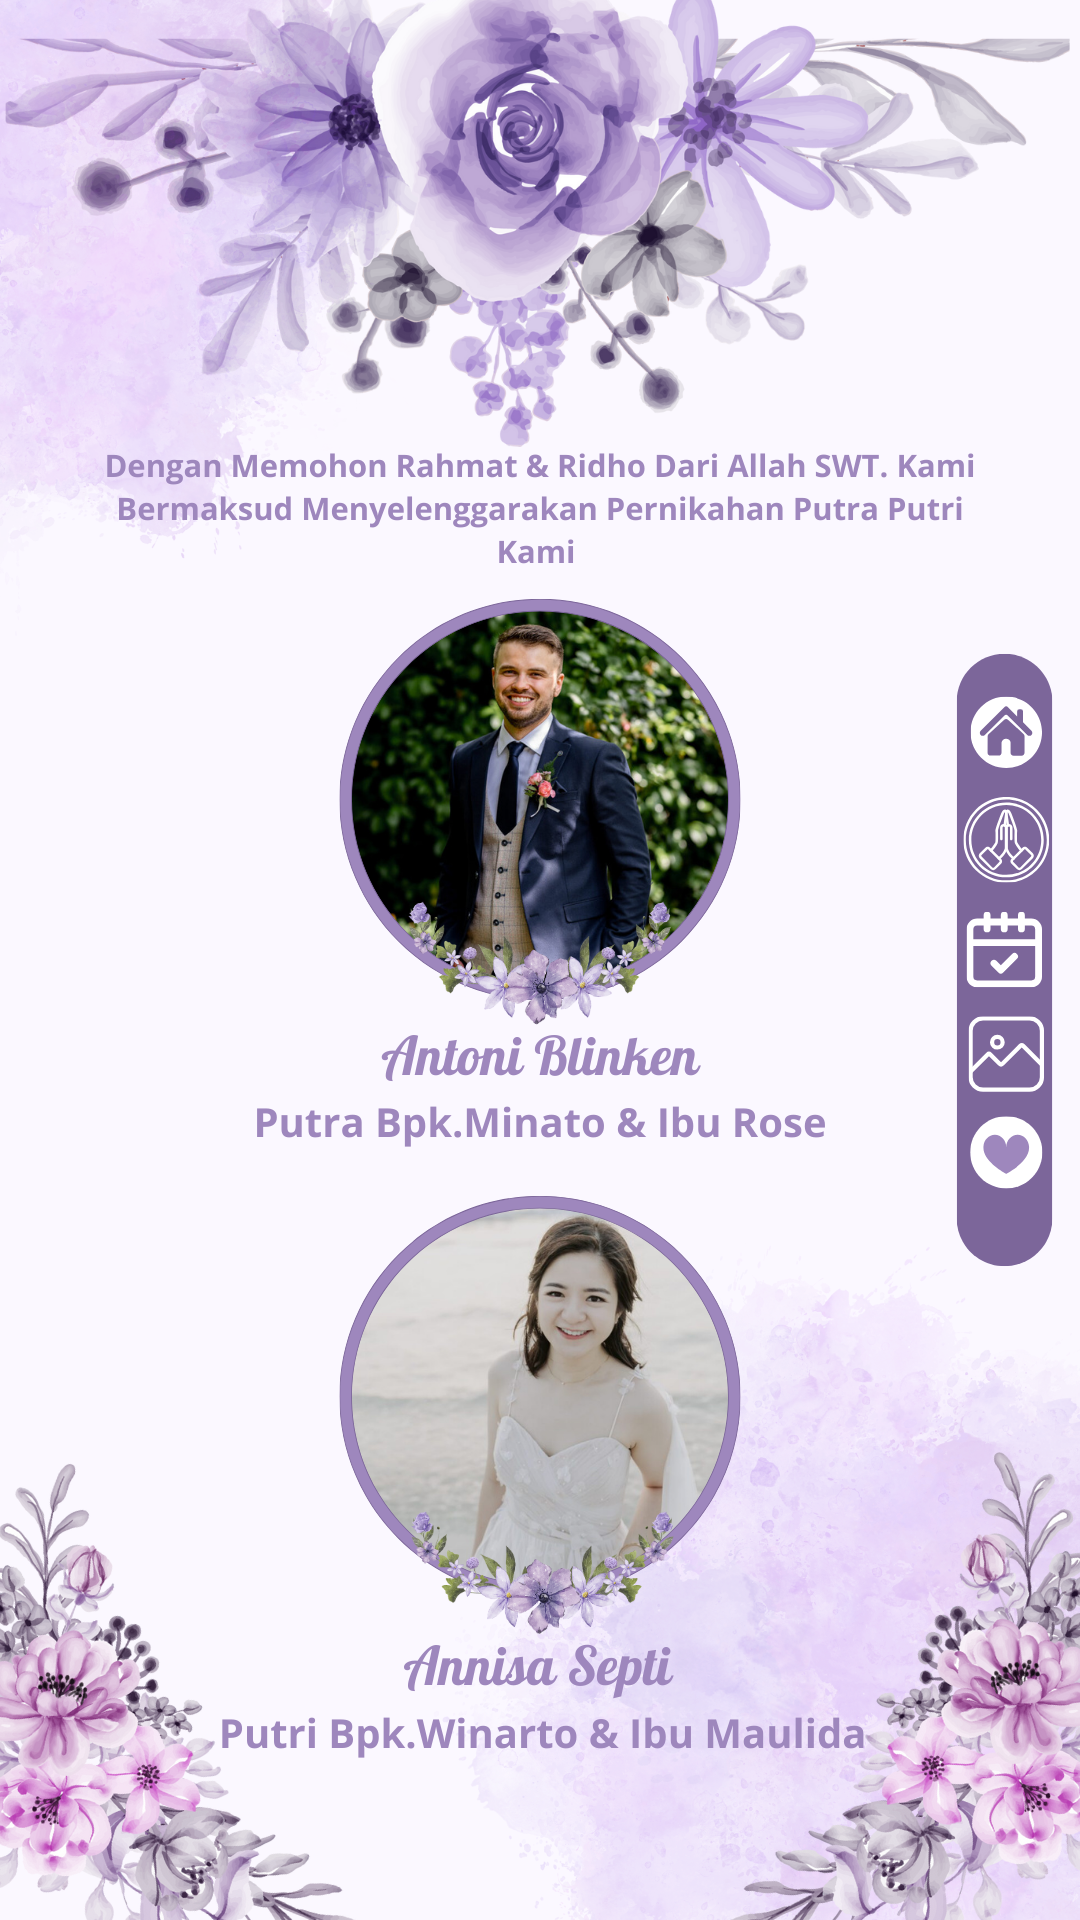 Dengan Memohon Rahmat & Ridho Dari Allah SWT. Kami
Bermaksud Menyelenggarakan Pernikahan Putra Putri
Kami
Antoni Blinken
Putra Bpk.Minato & Ibu Rose
Annisa Septi
Putri Bpk.Winarto & Ibu Maulida